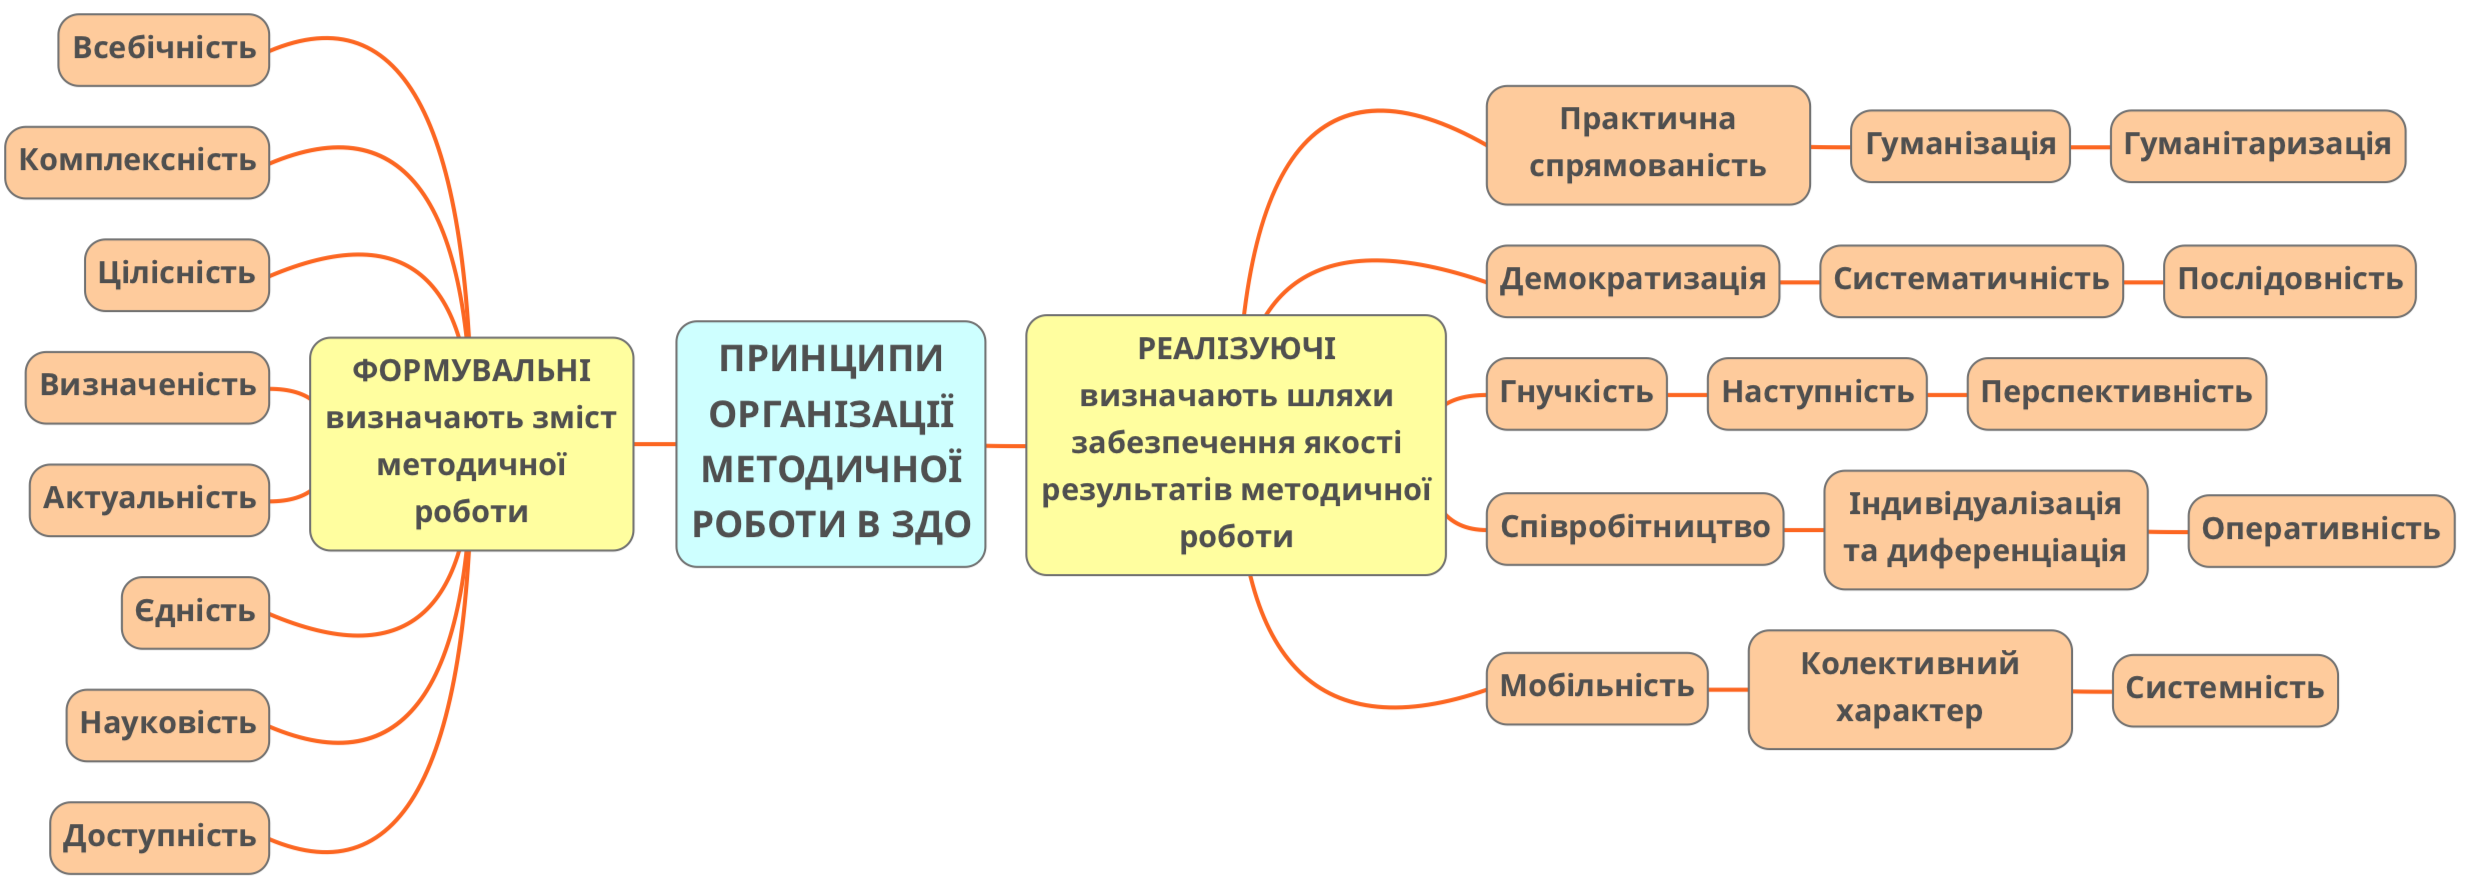 Всебічність
Комплексність
Цілісність
Визначеність
Актуальність
Єдність
Науковість
Доступність
ФОРМУВАЛЬНІ
визначають зміст
методичної
роботи
ПРИНЦИПИ
ОРГАНІЗАЦІЇ
МЕТОДИЧНОЇ
РОБОТИ В ЗДО
РЕАЛІЗУЮЧІ
визначають шляхи
забезпечення якості
результатів методичної
роботи
Практична
спрямованість
Гуманізація
Гуманітаризація
Демократизація
Систематичність
Послідовність
Гнучкість
Наступність
Перспективність
Співробітництво
Індивідуалізація
та диференціація
Оперативність
Мобільність
Колективний
характер
Системність